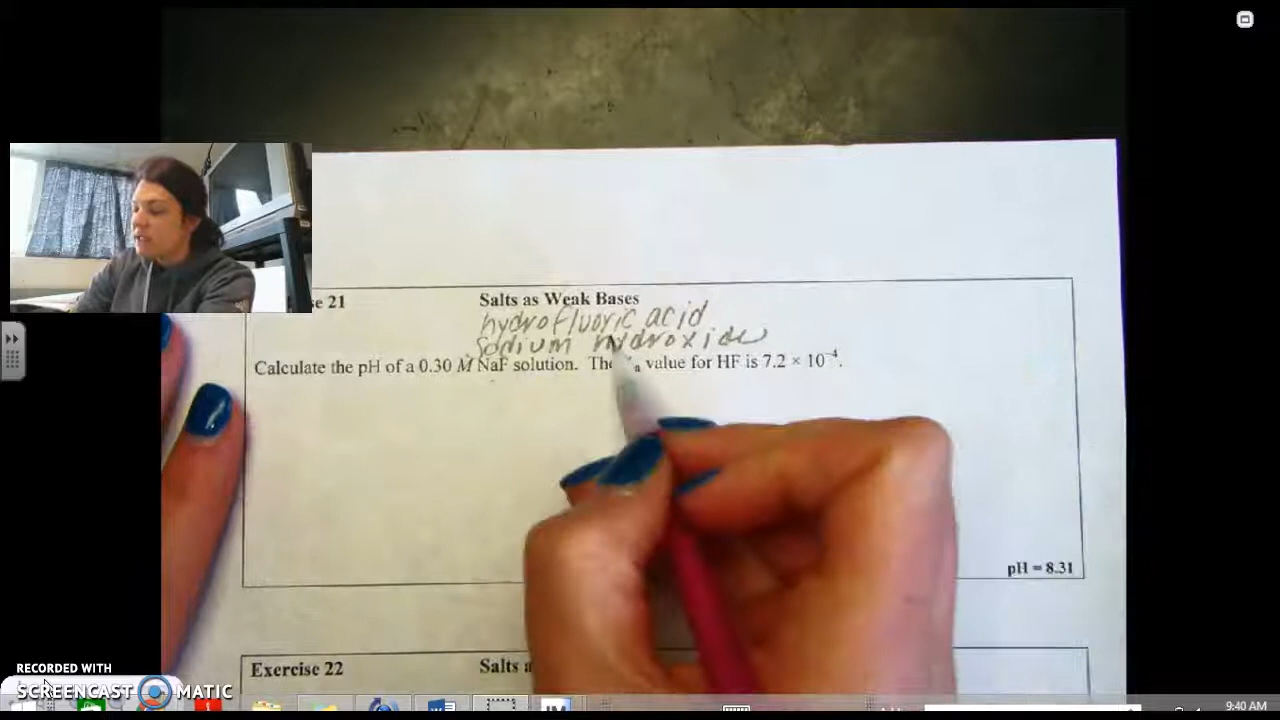 se 21
Salts as Weak Bases
hydrofluoric acid
sodium hydroxide
Calculate the pH of a 0.30 M NaF solution. The a value for HF is 7.2 × 10⁻⁴.
pH = 8.31
Exercise 22
Salts a
RECORDED WITH
SCREENCAST MATIC
9:40 AM